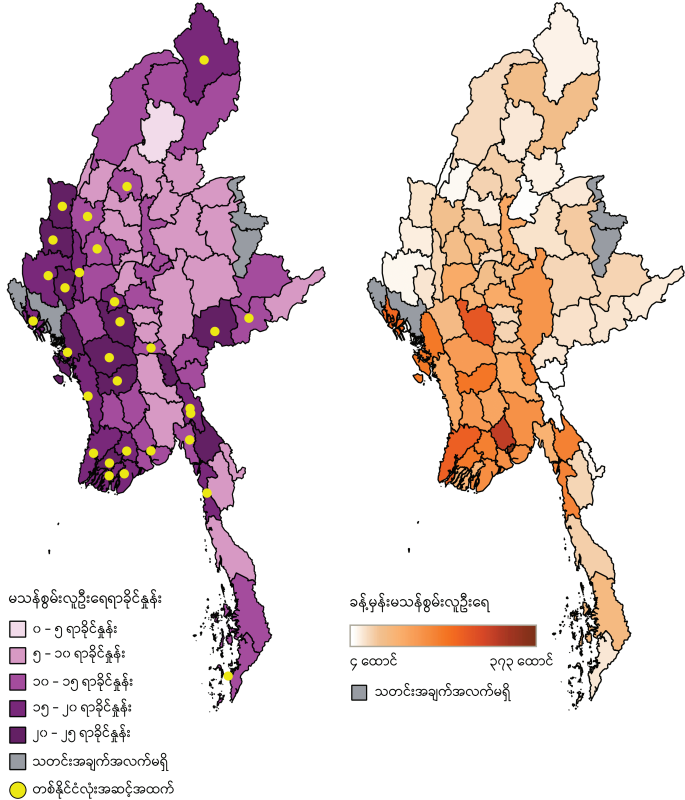 မသန်စွမ်းလူဦးရေရာခိုင်နှုန်း
၀ - ၅ ရာခိုင်နှုန်း
၅ - ၁၀ ရာခိုင်နှုန်း
၁၀ - ၁၅ ရာခိုင်နှုန်း
၁၅ - ၂၀ ရာခိုင်နှုန်း
၂၀ - ၂၅ ရာခိုင်နှုန်း
သတင်းအချက်အလက်မရှိ
တစ်နိုင်ငံလုံးအဆင့်အထက်
ခန့်မှန်းမသန်စွမ်းလူဦးရေ
၄ ထောင် ၃၇၃ ထောင်
သတင်းအချက်အလက်မရှိ